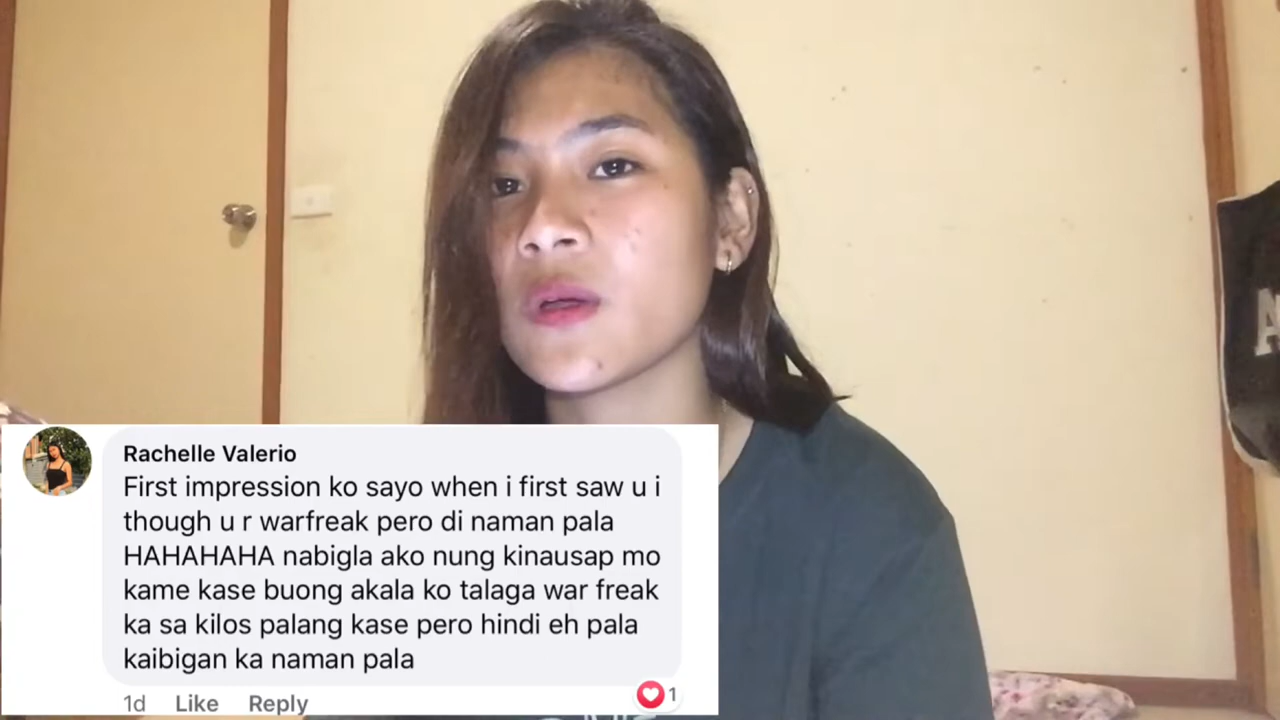 Rachelle Valerio
First impression ko sayo when i first saw u i
though u r warfreak pero di naman pala
HAHAHAHA nabigla ako nung kinausap mo
kame kase buong akala ko talaga war freak
ka sa kilos palang kase pero hindi eh pala
kaibigan ka naman pala
1d Like Reply
1